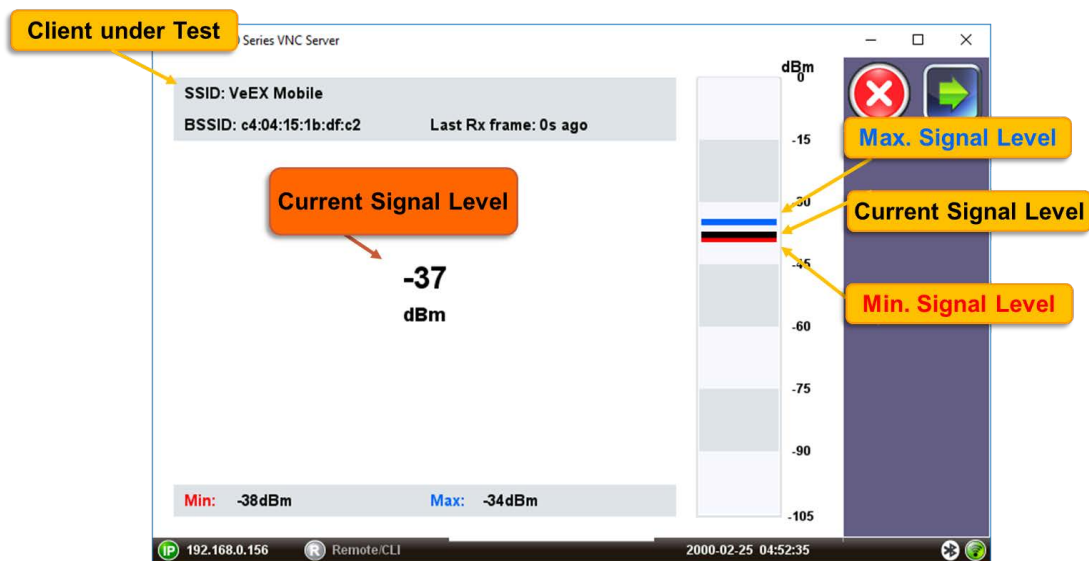 Client under Test
Series VNC Server
dBm
SSID: VeEX Mobile
BSSID: c4:04:15:1b:df:c2 Last Rx frame: 0s ago
0
-15
Max. Signal Level
Current Signal Level
-30
Current Signal Level
-37
dBm
-45
Min. Signal Level
-60
-75
-90
Min: -38dBm Max: -34dBm
-105
IP 192.168.0.156 R Remote/CLI 2000-02-25 04:52:35